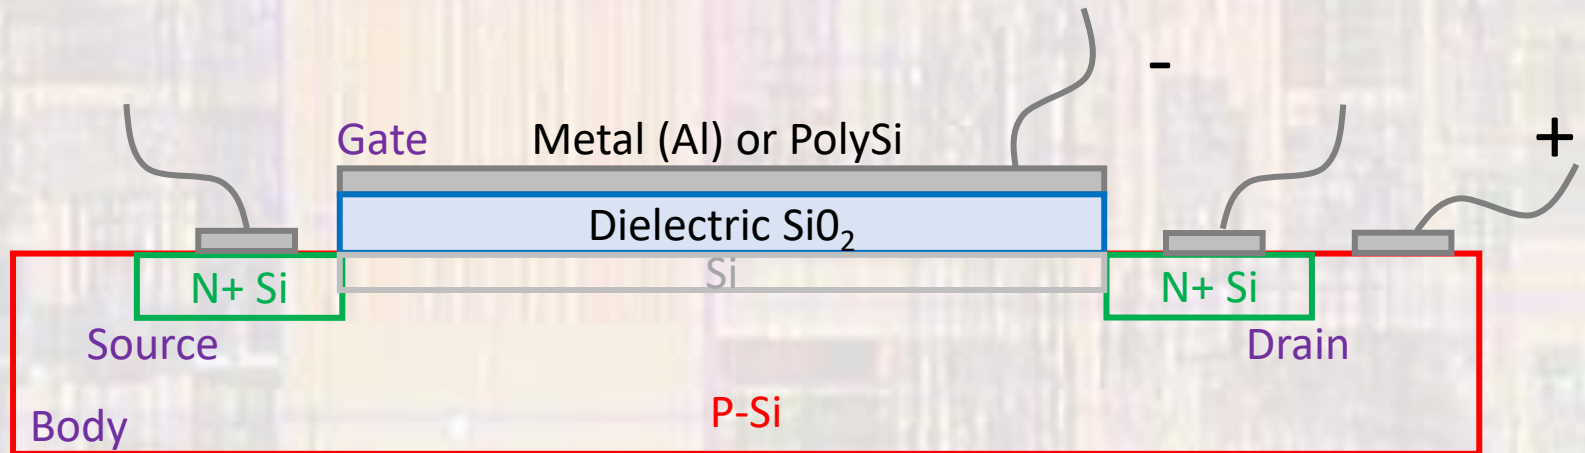 -
+
Gate
Metal (Al) or PolySi
Dielectric Si0₂
Si
N+ Si
N+ Si
Source
Drain
Body
P-Si